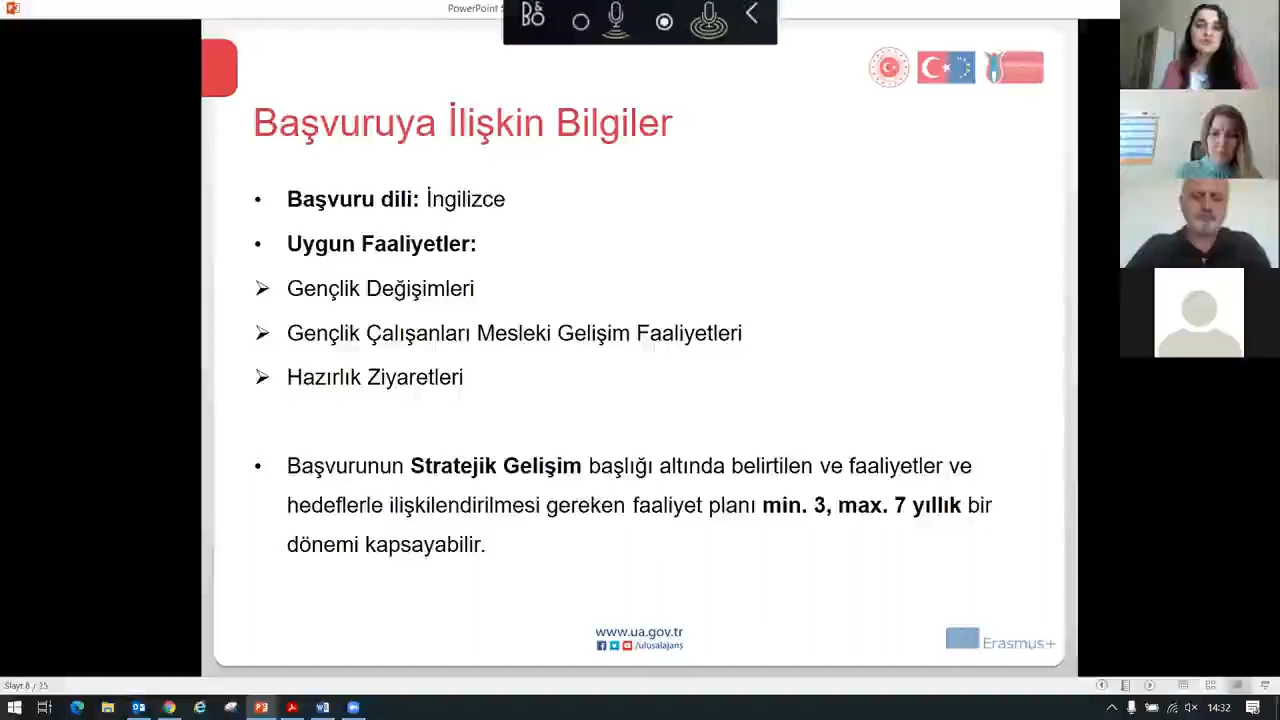 PowerPoint S
Başvuruya İlişkin Bilgiler
• Başvuru dili: İngilizce
• Uygun Faaliyetler:
➢ Gençlik Değişimleri
➢ Gençlik Çalışanları Mesleki Gelişim Faaliyetleri
➢ Hazırlık Ziyaretleri
• Başvurunun Stratejik Gelişim başlığı altında belirtilen ve faaliyetler ve
hedeflerle ilişkilendirilmesi gereken faaliyet planı min. 3, max. 7 yıllık bir
dönemi kapsayabilir.
www.ua.gov.tr
/ulusalajans
Erasmus+
Slayt 8 / 15
14:32